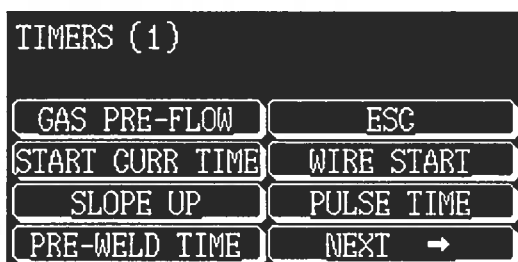 TIMERS (1)
GAS PRE-FLOW ESC
START CURR TIME WIRE START
SLOPE UP PULSE TIME
PRE-WELD TIME NEXT →